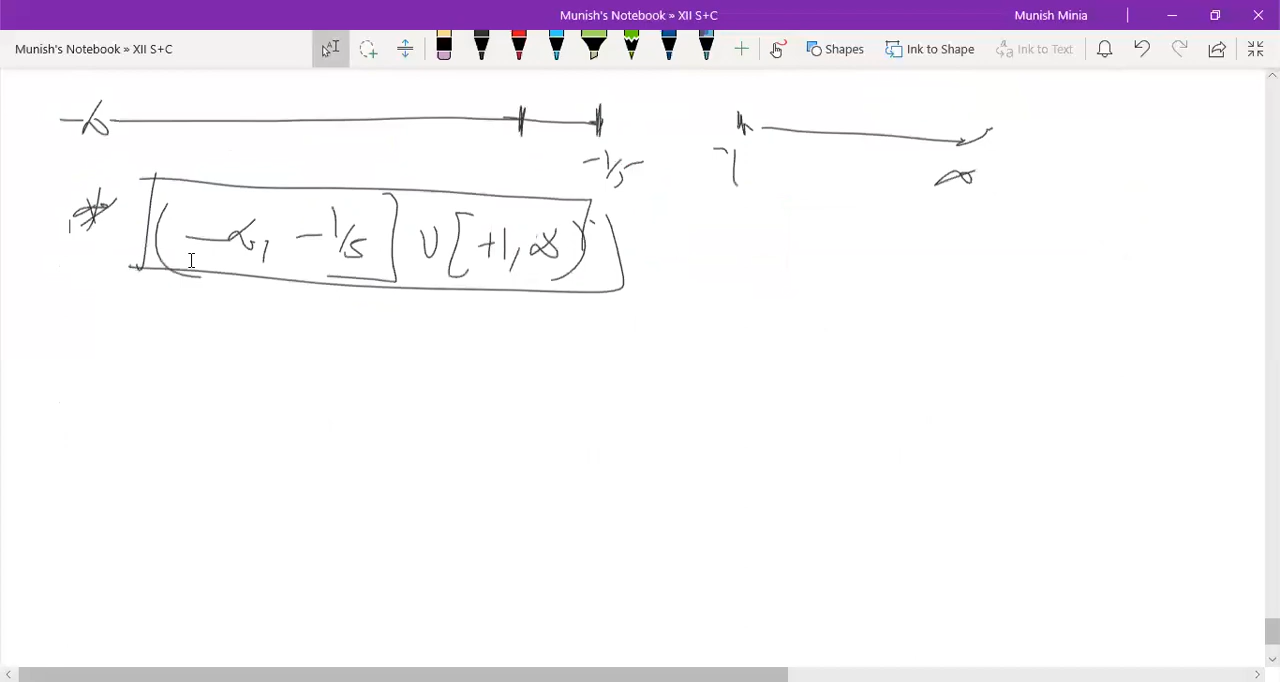 Munish's Notebook » XII S+C
Munish Minia
Munish's Notebook » XII S+C
Shapes
Ink to Shape
Ink to Text
-∞
-1/5
-1
∞
(-∞, -1/5] ∪ [+1, ∞)